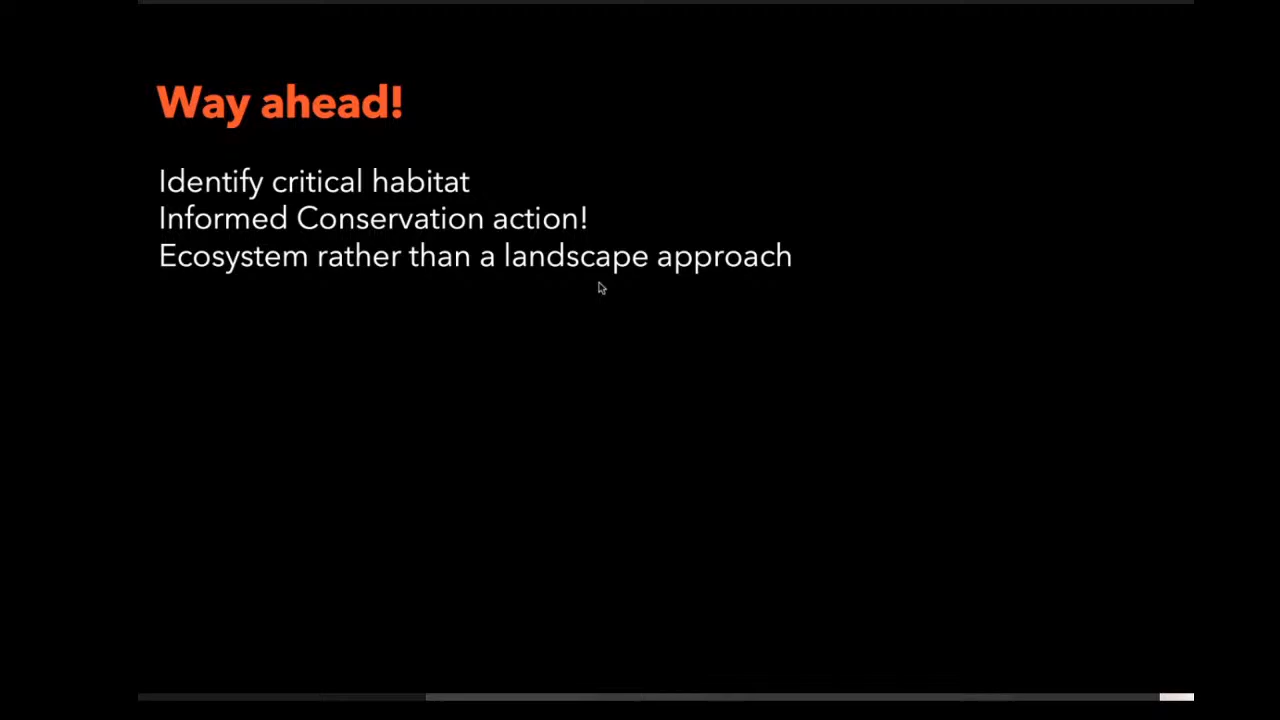 Way ahead!
Identify critical habitat
Informed Conservation action!
Ecosystem rather than a landscape approach